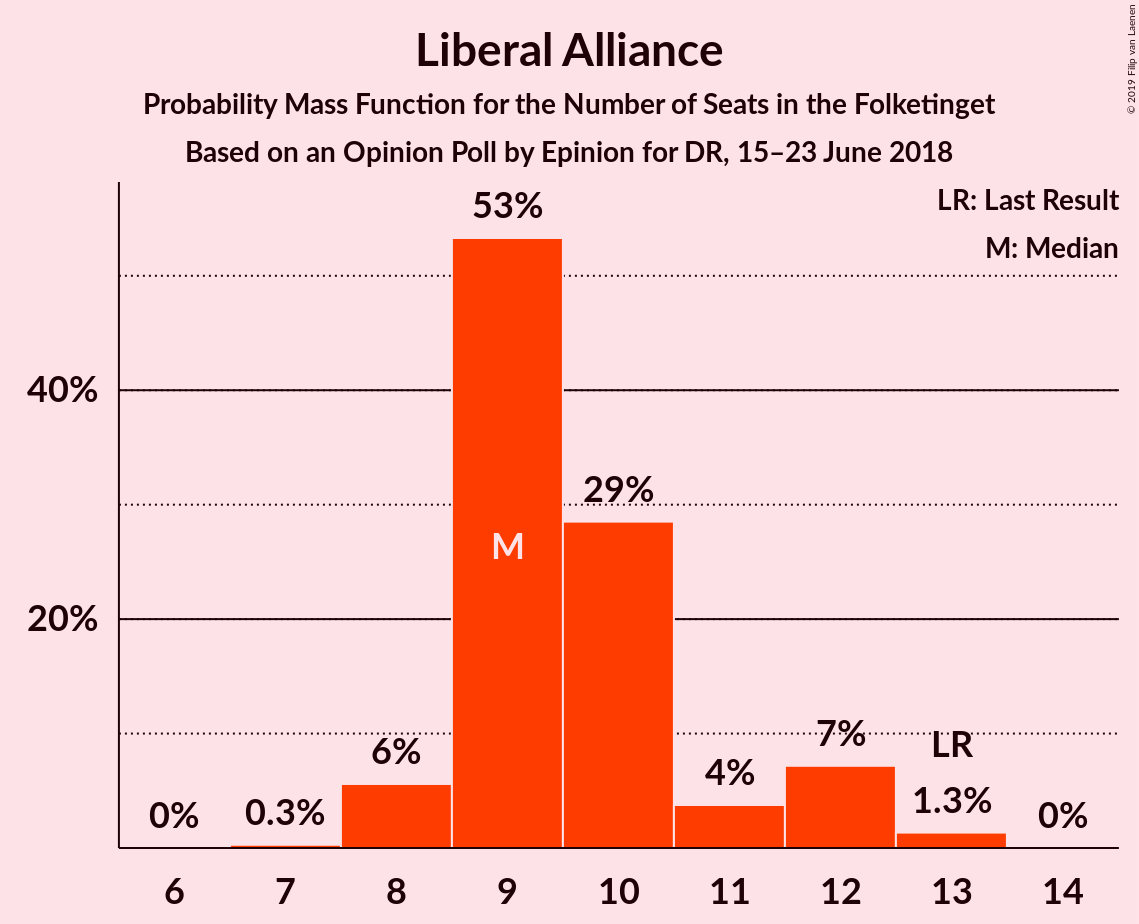 Liberal Alliance
Probability Mass Function for the Number of Seats in the Folketinget
Based on an Opinion Poll by Epinion for DR, 15–23 June 2018
© 2019 Filip van Laenen
LR: Last Result
M: Median
53%
40%
29%
M
20%
7%
LR
6%
4%
1.3%
0%
0.3%
0%
6 7 8 9 10 11 12 13 14